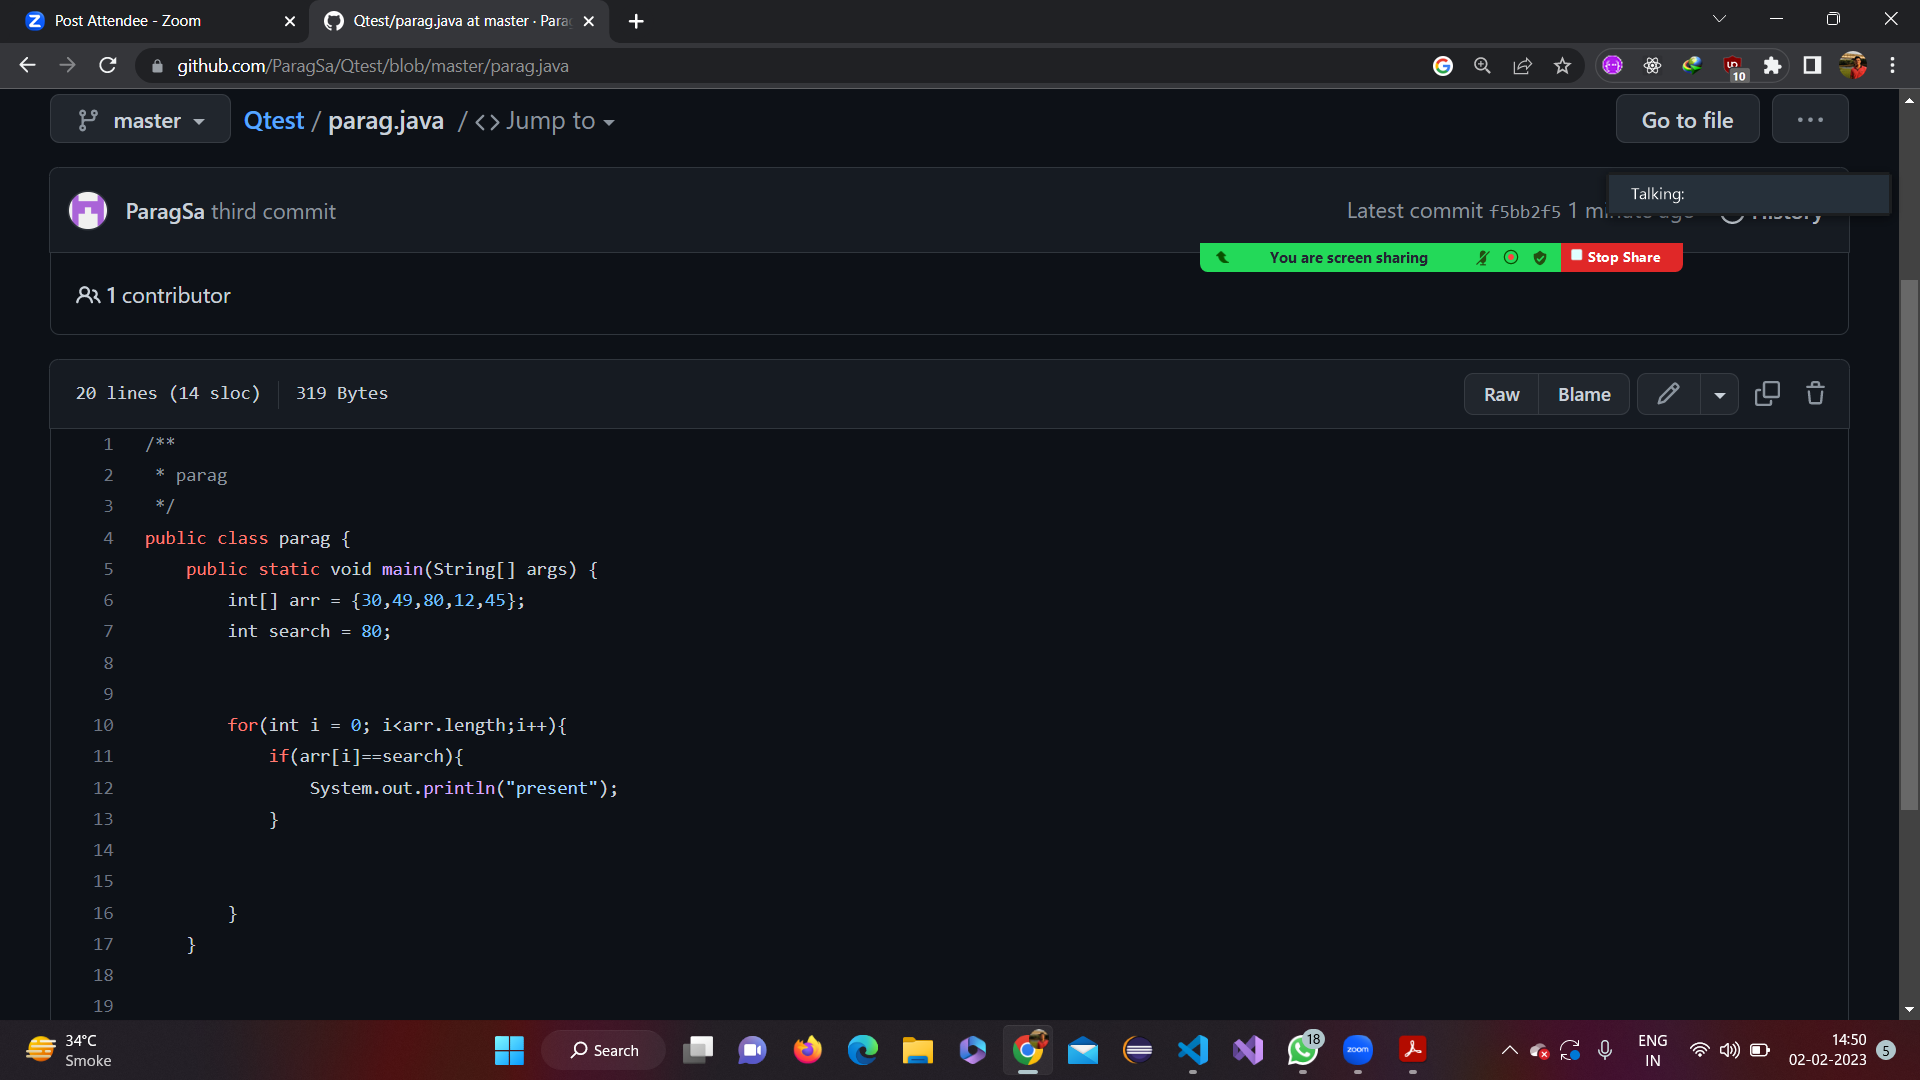 Post Attendee - Zoom
Qtest/parag.java at master · Para
github.com/ParagSa/Qtest/blob/master/parag.java
10
master
Qtest / parag.java / <> Jump to
Go to file
...
ParagSa third commit
Latest commit f5bb2f5 1 minute ago
History
Talking:
You are screen sharing
Stop Share
1 contributor
20 lines (14 sloc)
319 Bytes
Raw
Blame
1 /**
2  * parag
3  */
4 public class parag {
5     public static void main(String[] args) {
6         int[] arr = {30,49,80,12,45};
7         int search = 80;
8
9
10         for(int i = 0; i<arr.length;i++){
11             if(arr[i]==search){
12                 System.out.println("present");
13             }
14
15
16         }
17     }
18
19
34°C
Smoke
Search
18
zoom
ENG
IN
14:50
02-02-2023
5